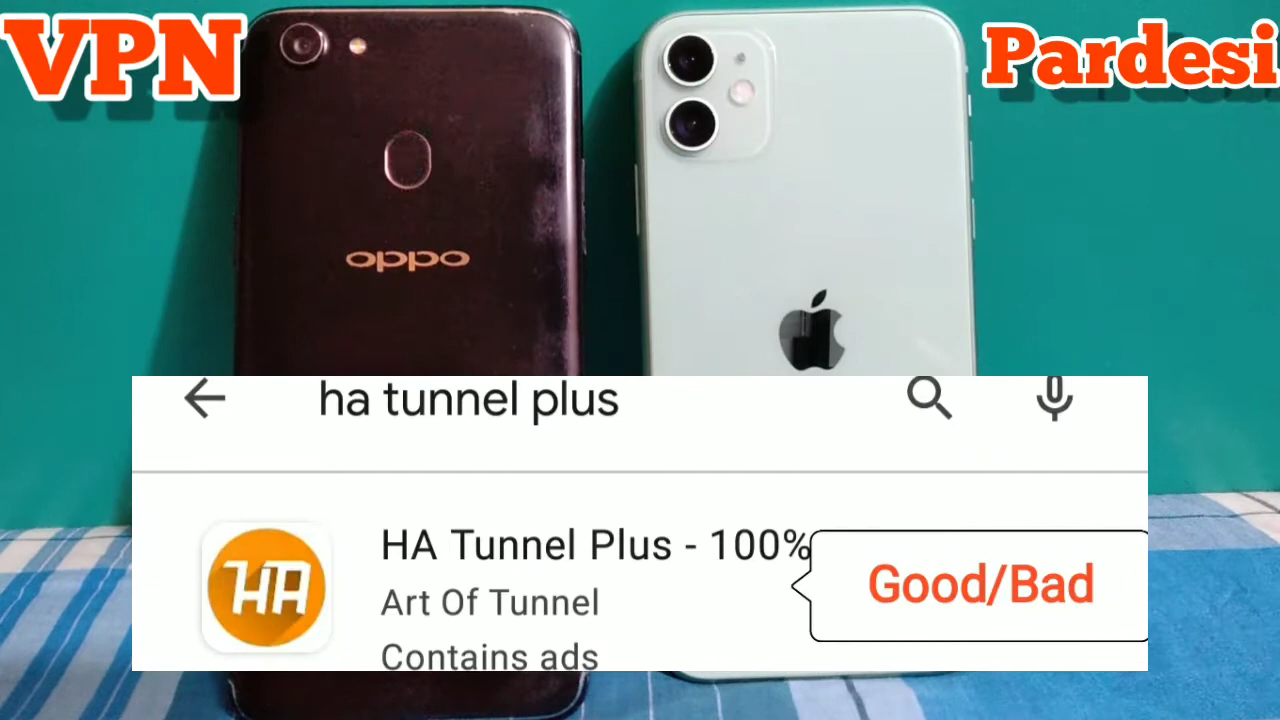 VPN
Pardesi
oppo
ha tunnel plus
HA
HA Tunnel Plus - 100%
Art Of Tunnel
Contains ads
Good/Bad